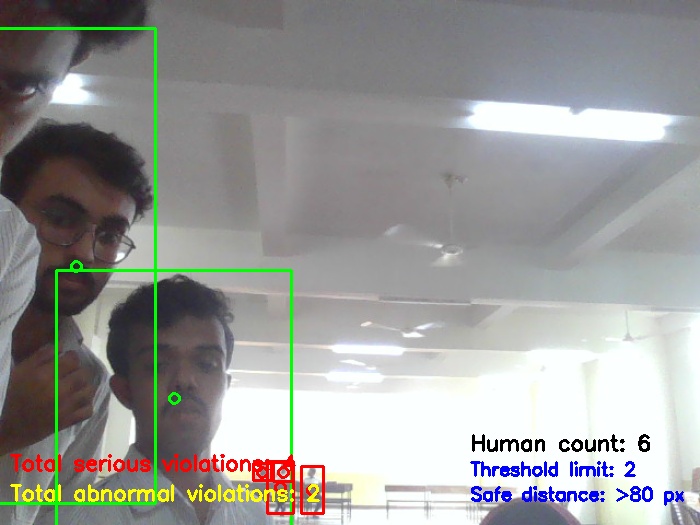 Total serious violations: 4
Total abnormal violations: 2
Human count: 6
Threshold limit: 2
Safe distance: >80 px